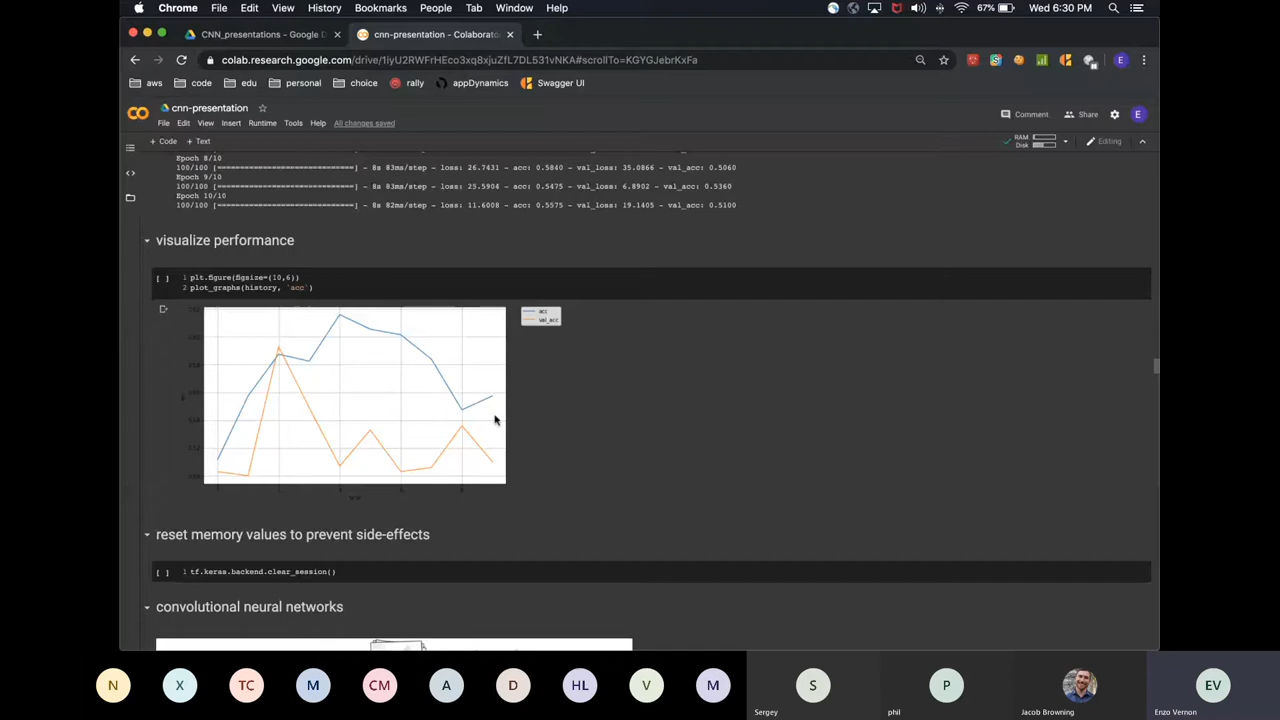 Chrome File Edit View History Bookmarks People Tab Window Help 67% Wed 6:30 PM
CNN_presentations - Google D cnn-presentation - Colaborato
colab.research.google.com/drive/1iyU2RWFrHEco3xq8xjuZfL7DL531vNKA#scrollTo=KGYGJebrKxFa
aws code edu personal choice rally appDynamics Swagger UI
cnn-presentation
Comment Share E
File Edit View Insert Runtime Tools Help All changes saved
+ Code + Text
RAM
Disk
Editing
Epoch 8/10
100/100 [==============================] - 8s 83ms/step - loss: 26.7431 - acc: 0.5840 - val_loss: 35.0866 - val_acc: 0.5060
Epoch 9/10
100/100 [==============================] - 8s 83ms/step - loss: 25.5904 - acc: 0.5475 - val_loss: 6.8902 - val_acc: 0.5360
Epoch 10/10
100/100 [==============================] - 8s 82ms/step - loss: 11.6008 - acc: 0.5575 - val_loss: 19.1405 - val_acc: 0.5100
visualize performance
[ ] 1 plt.figure(figsize=(10,6))
2 plot_graphs(history, 'acc')
acc
val_acc
reset memory values to prevent side-effects
[ ] 1 tf.keras.backend.clear_session()
convolutional neural networks
N X TC M CM A D HL V M S P EV
Sergey phil Jacob Browning Enzo Vernon